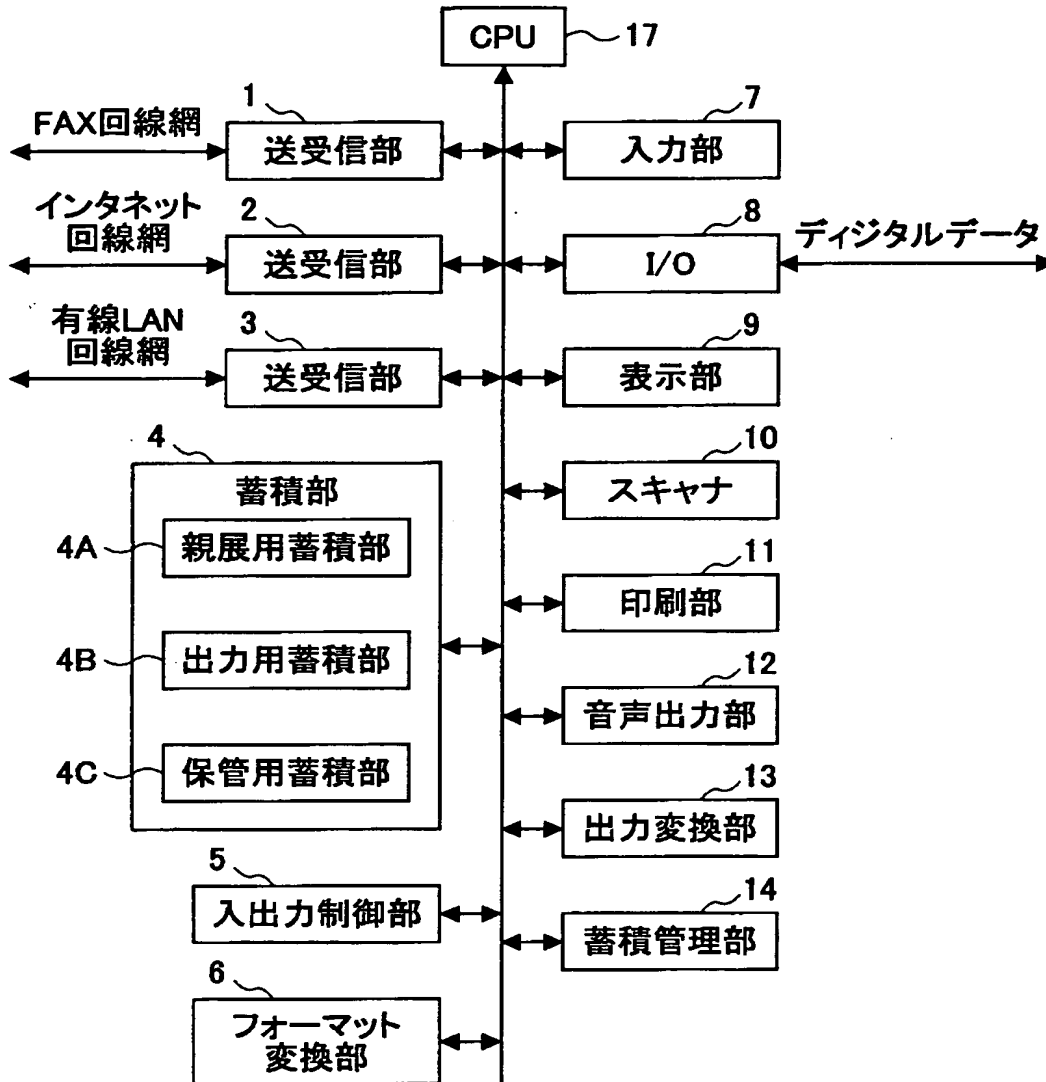 CPU
17
1
FAX回線網
送受信部
7
入力部
インタネット
回線網
2
送受信部
8
I/O
ディジタルデータ
有線LAN
回線網
3
送受信部
9
表示部
4
蓄積部
4A
親展用蓄積部
4B
出力用蓄積部
4C
保管用蓄積部
10
スキャナ
11
印刷部
12
音声出力部
13
出力変換部
5
入出力制御部
14
蓄積管理部
6
フォーマット
変換部